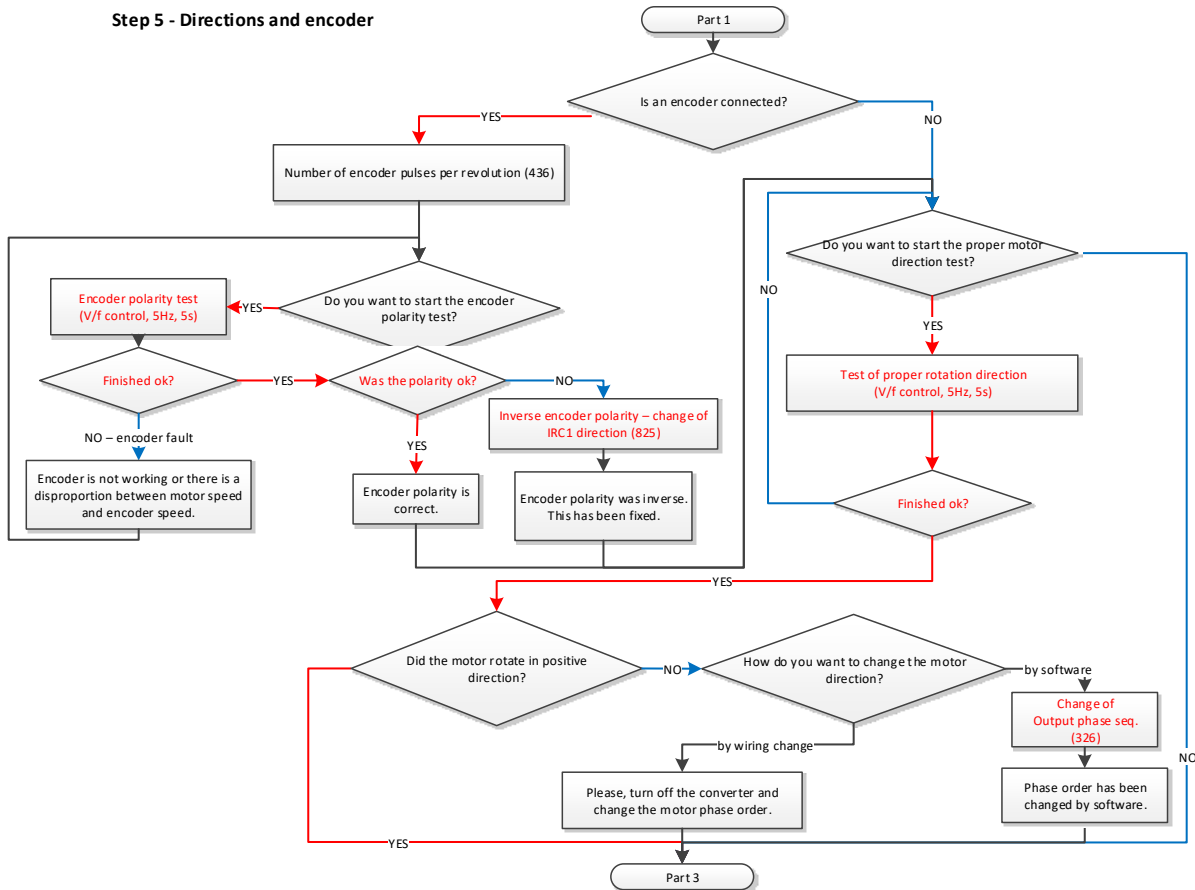 Step 5 - Directions and encoder
Part 1
Is an encoder connected?
YES
NO
Number of encoder pulses per revolution (436)
Do you want to start the proper motor
direction test?
NO
Encoder polarity test
(V/f control, 5Hz, 5s)
YES
Do you want to start the encoder
polarity test?
YES
Finished ok?
YES
Was the polarity ok?
NO
Test of proper rotation direction
(V/f control, 5Hz, 5s)
Inverse encoder polarity – change of
IRC1 direction (825)
NO – encoder fault
YES
Encoder is not working or there is a
disproportion between motor speed
and encoder speed.
Encoder polarity is
correct.
Encoder polarity was inverse.
This has been fixed.
Finished ok?
YES
Did the motor rotate in positive
direction?
NO
How do you want to change the motor
direction?
by software
Change of
Output phase seq.
(326)
by wiring change
NO
Please, turn off the converter and
change the motor phase order.
Phase order has been
changed by software.
YES
Part 3